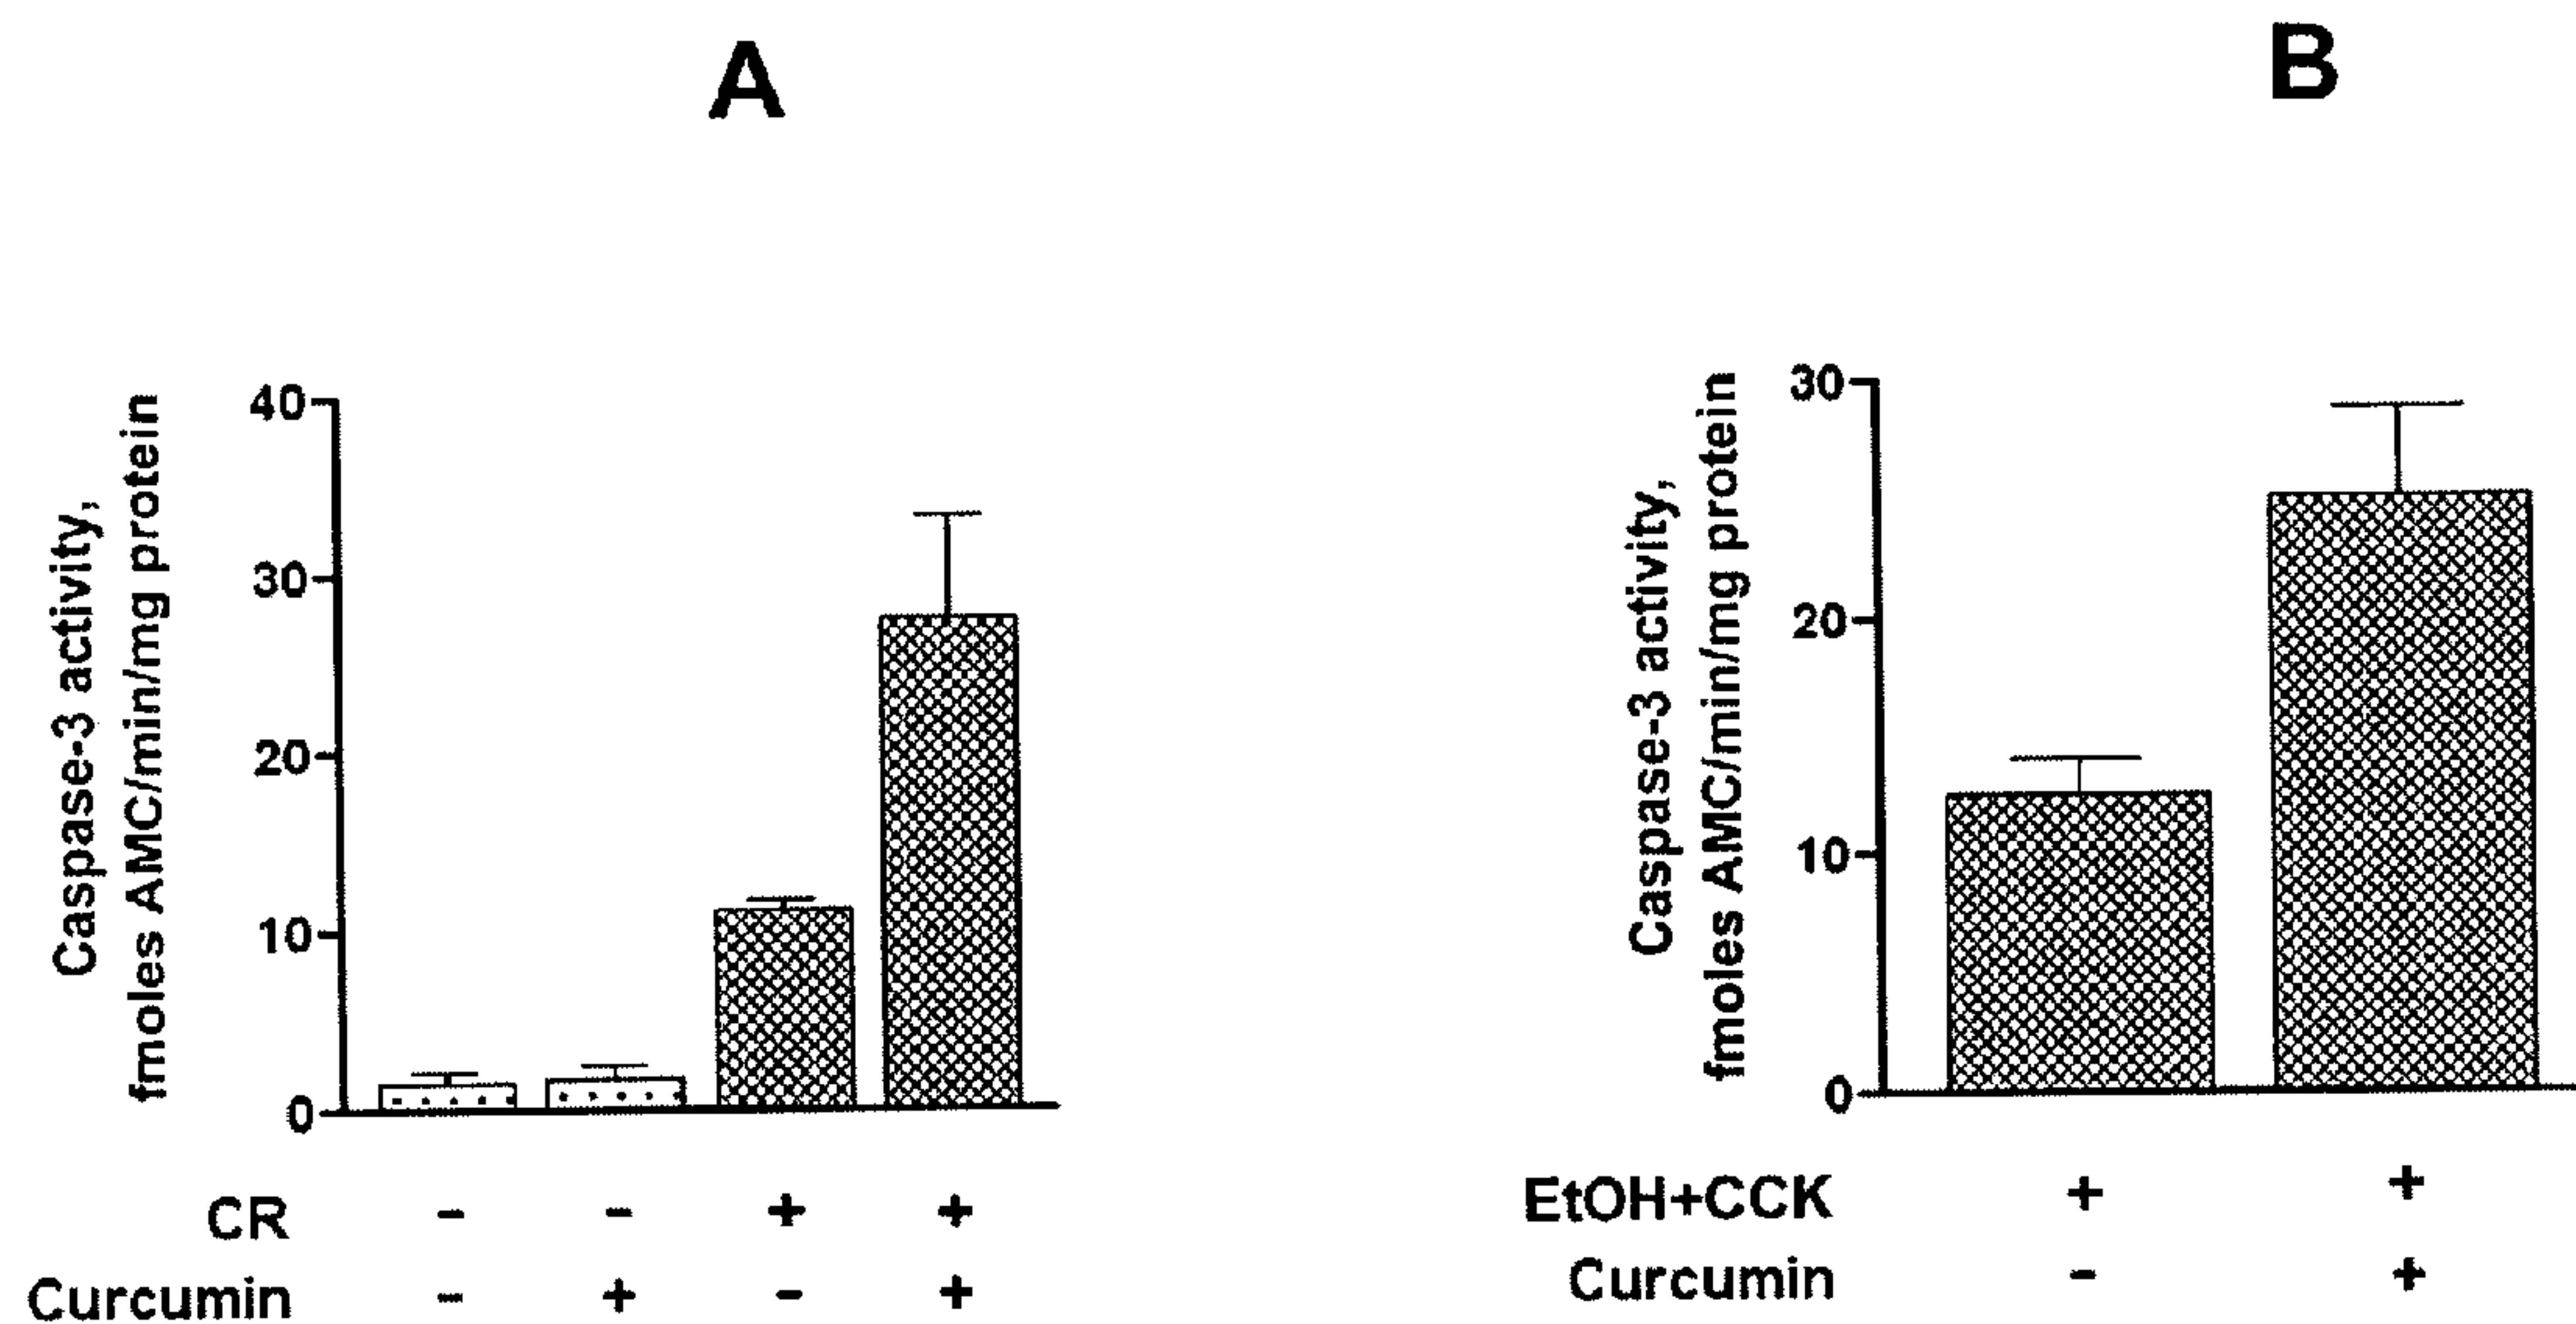 A
Caspase-3 activity,
fmoles AMC/min/mg protein
40
30
20
10
0
CR - - + +
Curcumin - + - +
B
Caspase-3 activity,
fmoles AMC/min/mg protein
30
20
10
0
EtOH+CCK + +
Curcumin - +